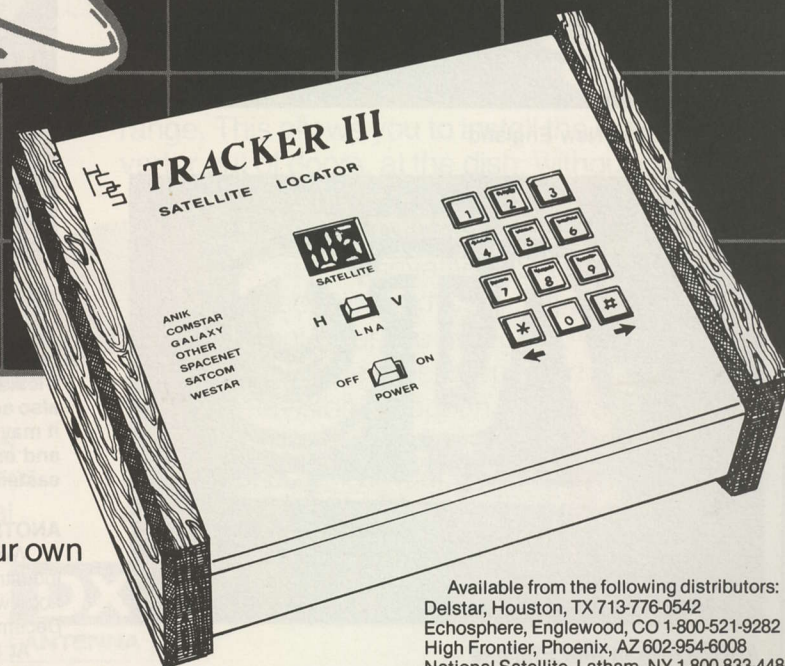 TRACKER III
SATELLITE LOCATOR
W5
SATELLITE
H V
LNA
OFF ON
POWER
ANIK
COMSTAR
GALAXY
OTHER
SPACENET
SATCOM
WESTAR
1 2 3
4 5 6
7 8 9
* 0 #
ur own
Available from the following distributors:
Delstar, Houston, TX 713-776-0542
Echosphere, Englewood, CO 1-800-521-9282
High Frontier, Phoenix, AZ 602-954-6008